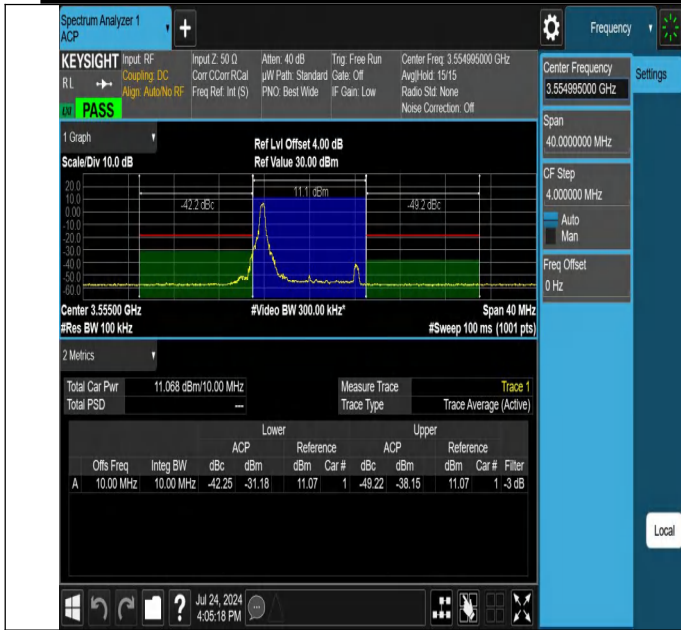 Spectrum Analyzer 1
ACP
+
Frequency
KEYSIGHT Input: RF Input Z: 50 Ω Atten: 40 dB Trig: Free Run Center Freq: 3.554995000 GHz
RL Coupling: DC Corr CCorr RCal µW Path: Standard Gate: Off Avg|Hold: 15/15
Align: Auto/No RF Freq Ref: Int (S) PNO: Best Wide IF Gain: Low Radio Std: None
PASS Noise Correction: Off
Center Frequency
3.554995000 GHz
Settings
Span
40.0000000 MHz
CF Step
4.000000 MHz
Auto
Man
Freq Offset
0 Hz
1 Graph
Ref Lvl Offset 4.00 dB
Scale/Div 10.0 dB Ref Value 30.00 dBm
20.0
10.0
0.00
-10.0
-20.0
-30.0
-40.0
-50.0
-60.0
-42.2 dBc 11.1 dBm -49.2 dBc
Center 3.55500 GHz #Video BW 300.00 kHz* Span 40 MHz
#Res BW 100 kHz #Sweep 100 ms (1001 pts)
2 Metrics
Total Car Pwr 11.068 dBm/10.00 MHz Measure Trace Trace 1
Total PSD --- Trace Type Trace Average (Active)
Lower Upper
ACP Reference ACP Reference
Offs Freq Integ BW dBc dBm dBm Car # dBc dBm dBm Car # Filter
A 10.00 MHz 10.00 MHz -42.25 -31.18 11.07 1 -49.22 -38.15 11.07 1 -3 dB
Local
? Jul 24, 2024
4:05:18 PM